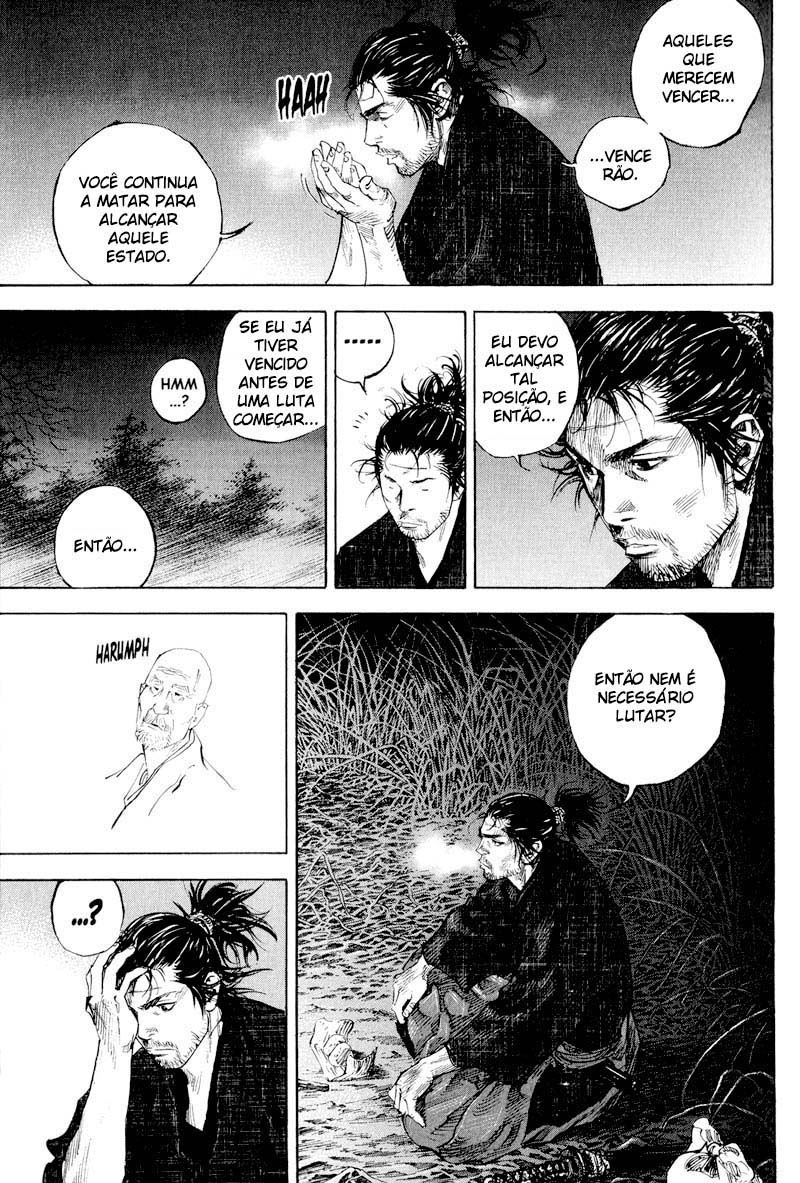 AQUELES
QUE
MERECEM
VENCER...
...VENCE
RÃO.
HAAH
VOCÊ CONTINUA
A MATAR PARA
ALCANÇAR
AQUELE
ESTADO.
EU DEVO
ALCANÇAR
TAL
POSIÇÃO, E
ENTÃO...
.....
SE EU JÁ
TIVER
VENCIDO
ANTES DE
UMA LUTA
COMEÇAR...
HMM
...?
ENTÃO...
ENTÃO NEM É
NECESSÁRIO
LUTAR?
HARUMPH
...?